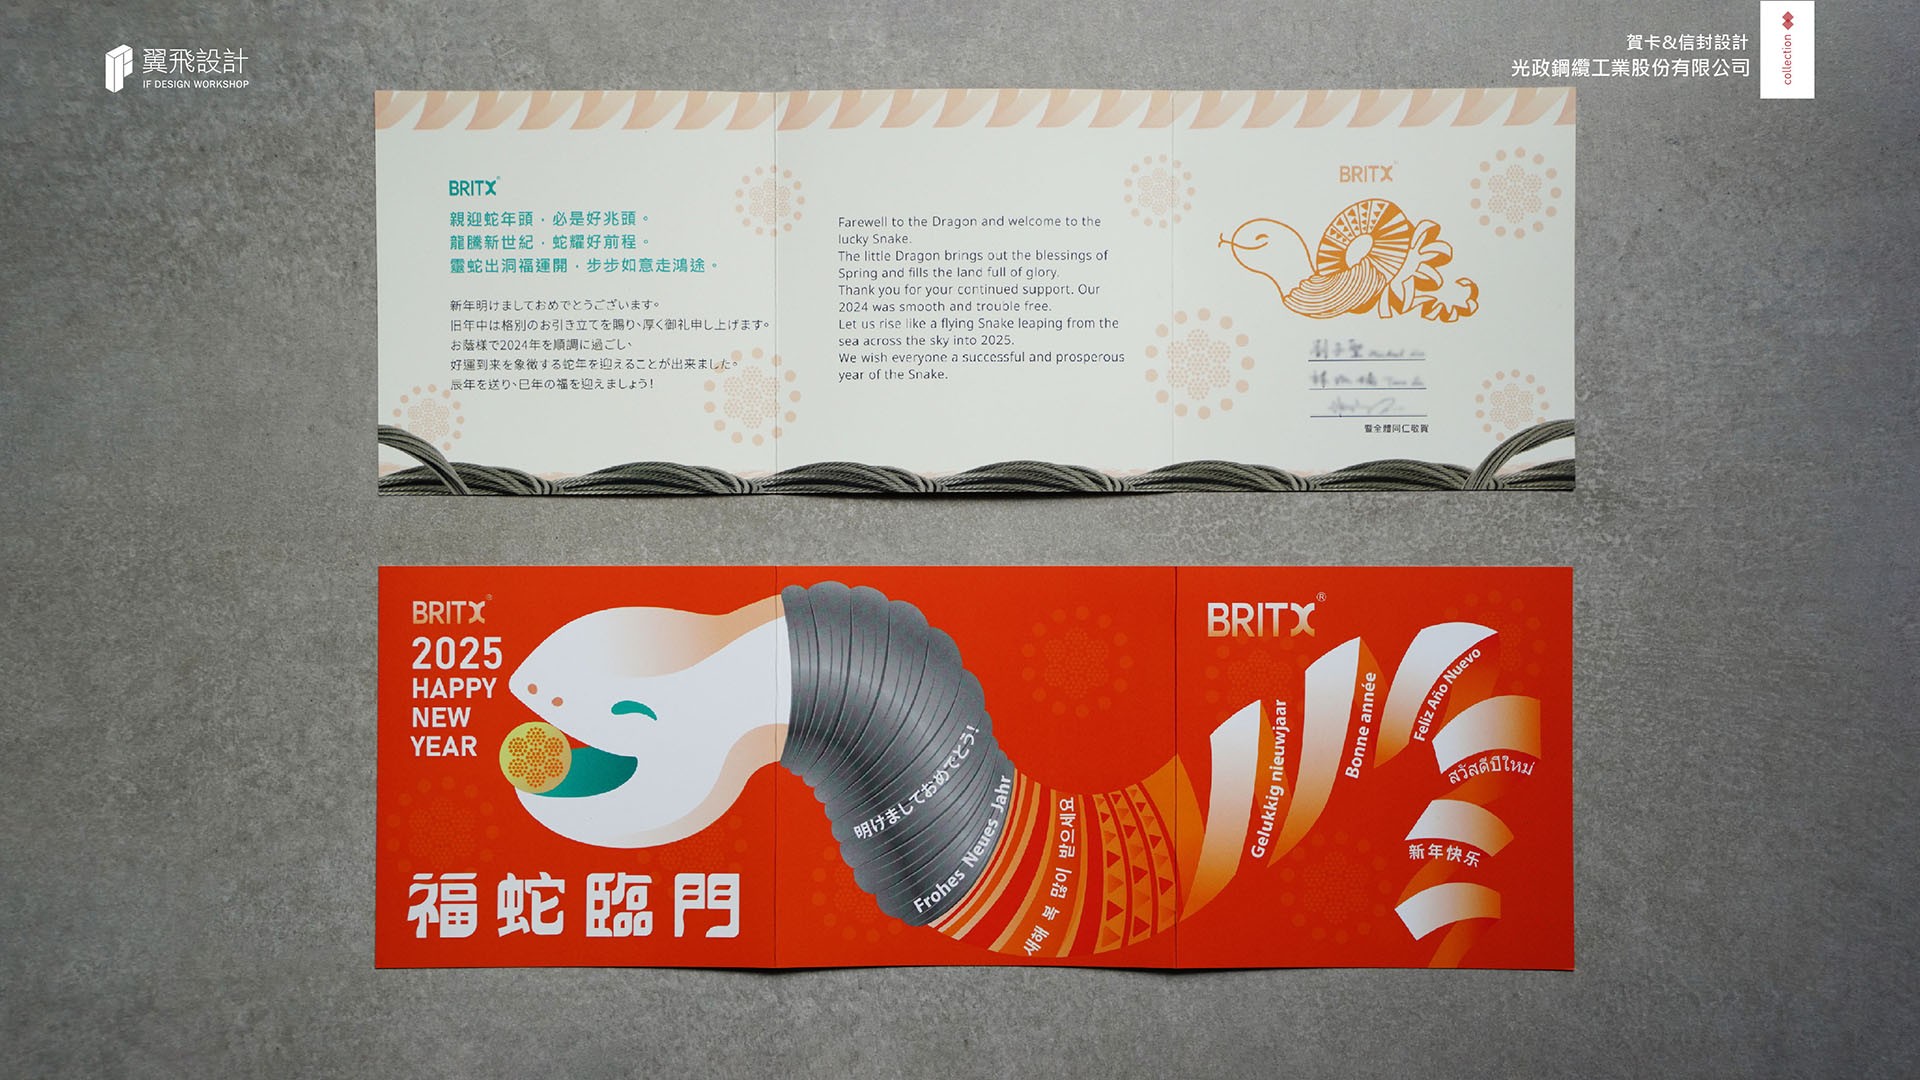 翼飛設計
IF DESIGN WORKSHOP
賀卡&信封設計
光政鋼纜工業股份有限公司
collection
BRITX
親迎蛇年頭，必是好兆頭。
龍騰新世紀，蛇耀好前程。
靈蛇出洞福運開，步步如意走鴻途。
新年明けましておめでとうございます。
旧年中は格別のお引き立てを賜り、厚く御礼申し上げます。
お蔭様で2024年を順調に過ごし、
好運到来を象徴する蛇年を迎えることが出来ました。
辰年を送り、巳年の福を迎えましょう！
Farewell to the Dragon and welcome to the
lucky Snake.
The little Dragon brings out the blessings of
Spring and fills the land full of glory.
Thank you for your continued support. Our
2024 was smooth and trouble free.
Let us rise like a flying Snake leaping from the
sea across the sky into 2025.
We wish everyone a successful and prosperous
year of the Snake.
BRITX
暨全體同仁敬賀
BRITX®
2025
HAPPY
NEW
YEAR
福蛇臨門
明けましておめでとう!
Frohes Neues Jahr
새해 복 많이 받으세요
BRITX®
Gelukkig nieuwjaar
Bonne année
Feliz Año Nuevo
สวัสดีปีใหม่
新年快乐